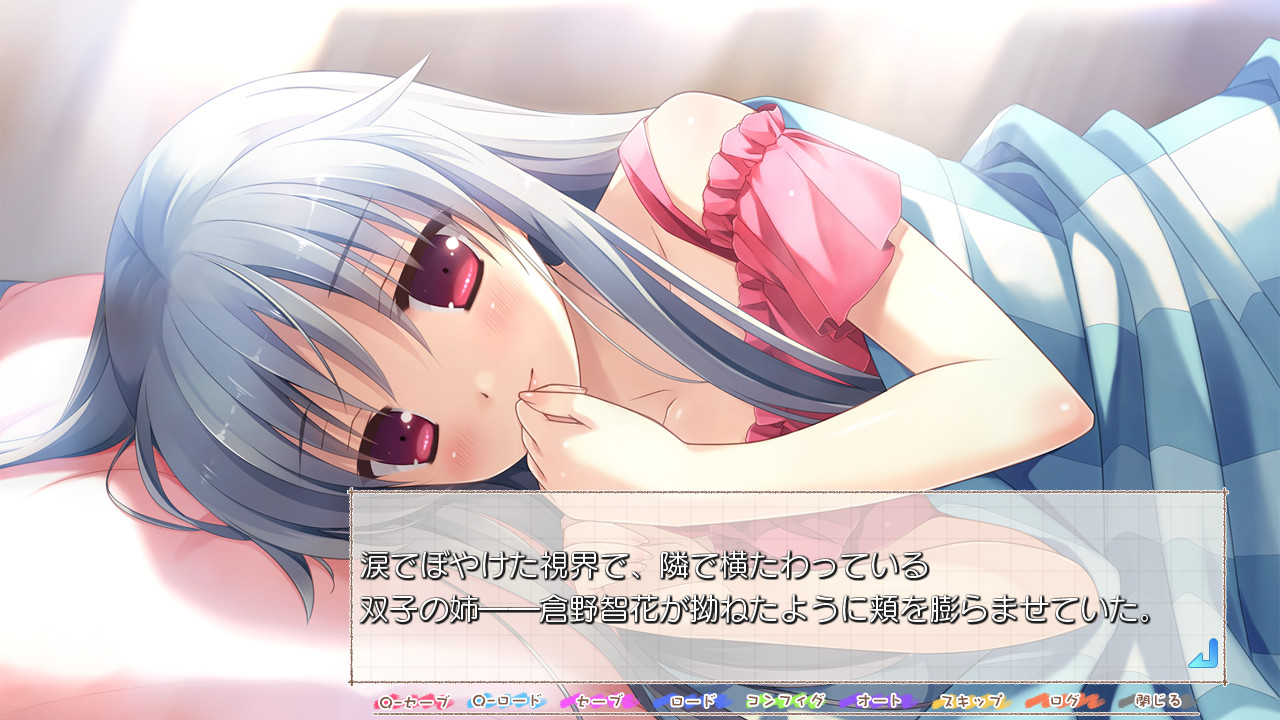 涙でぼやけた視界で、隣で横たわっている
双子の姉――倉野智花が拗ねたように頬を膨らませていた。
Q-セーブ Q-ロード セーブ ロード コンフィグ オート スキップ ログ 閉じる